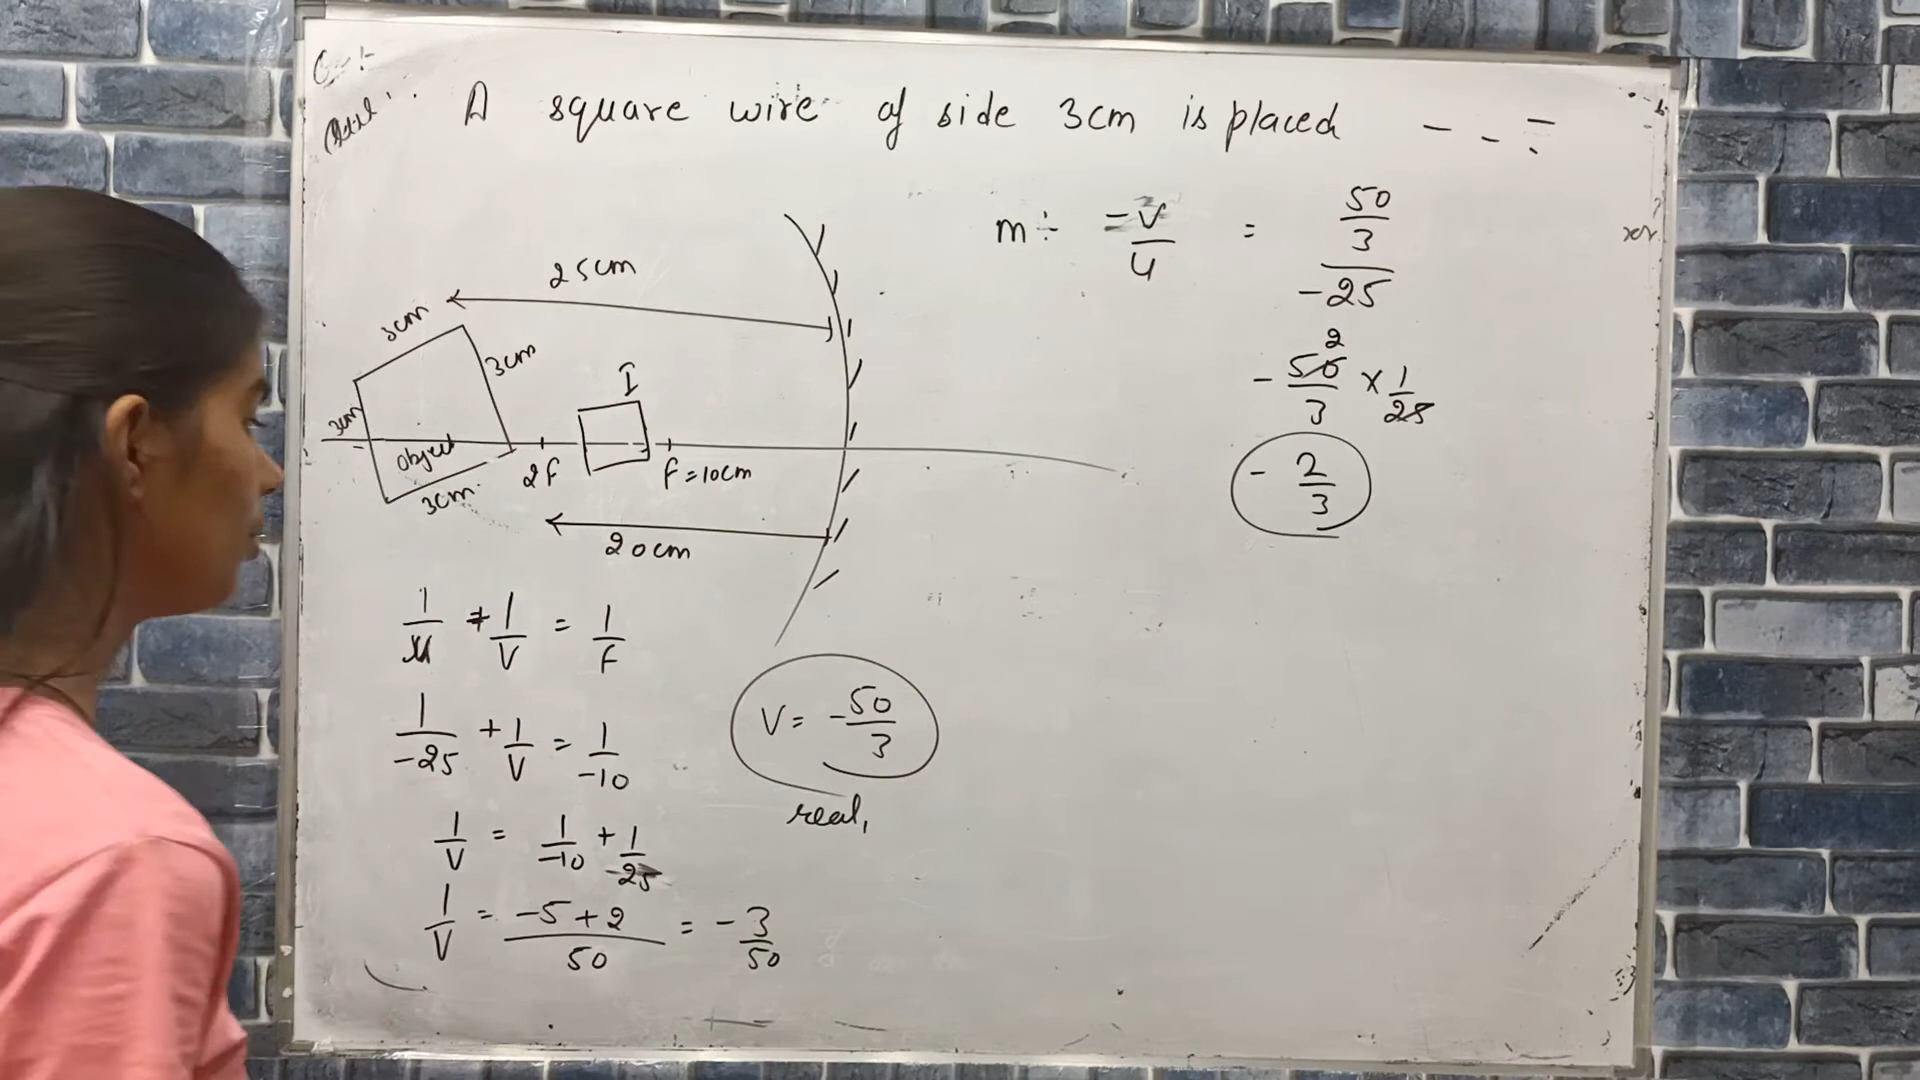 A square wire of side 3cm is placed - - -
25cm
3cm
3cm
3cm
object
3cm
I
2F
F=10cm
20cm
1/u + 1/V = 1/F
1/-25 + 1/V = 1/-10
1/V = 1/-10 + 1/-25
1/V = -5+2/50 = -3/50
V = -50/3
real,
m÷ -V/u = 50/3/-25
-50/3 x 1/25
2
-2/3